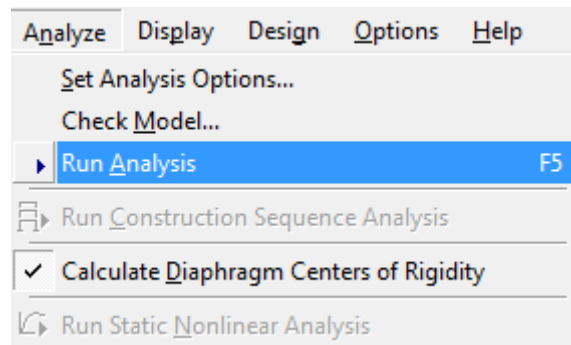 Analyze Display Design Options Help
Set Analysis Options...
Check Model...
Run Analysis F5
Run Construction Sequence Analysis
Calculate Diaphragm Centers of Rigidity
Run Static Nonlinear Analysis